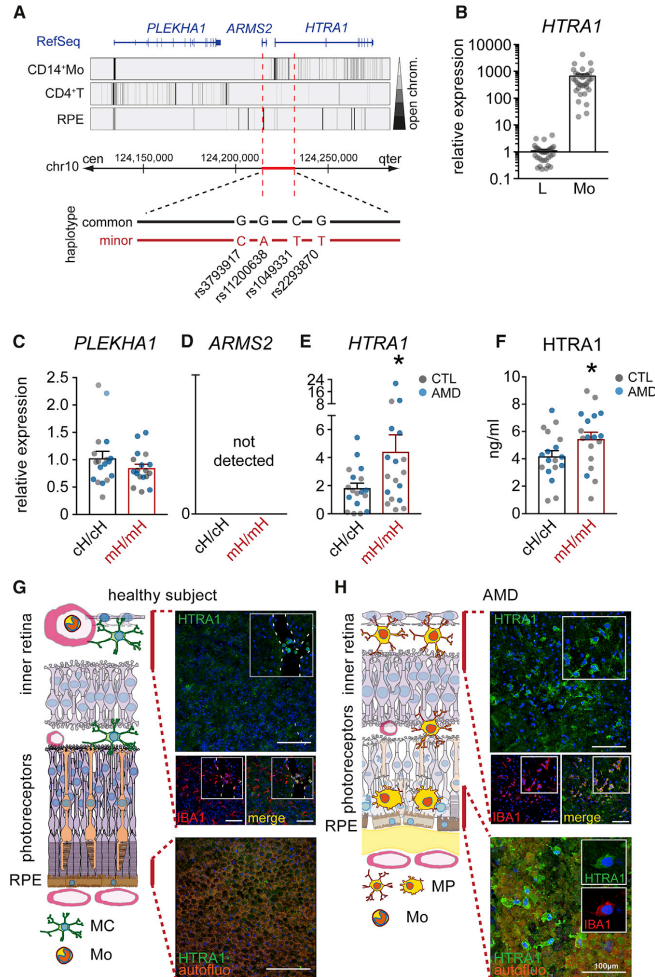 A
PLEKHA1 ARMS2 HTRA1
RefSeq
CD14+Mo
CD4+T
RPE
open chrom.
chr10 cen 124,150,000 124,200,000 124,250,000 qter
haplotype
common G G C G
minor C A T T
rs3793917
rs11200638
rs1049331
rs2293870
B
HTRA1
relative expression
10000
1000
100
10
1
0.1
L Mo
C
PLEKHA1
relative expression
2.5
2.0
1.5
1.0
0.5
0
cH/cH mH/mH
D
ARMS2
not
detected
0
cH/cH mH/mH
E
HTRA1
*
CTL
AMD
24
16
8
6
4
2
0
cH/cH mH/mH
F
HTRA1
*
CTL
AMD
ng/ml
10
8
6
4
2
0
cH/cH mH/mH
G
healthy subject
inner retina
photoreceptors
RPE
MC
Mo
HTRA1
IBA1
merge
HTRA1
autofluo
H
AMD
inner retina
photoreceptors
RPE
MP
Mo
HTRA1
IBA1
merge
HTRA1
IBA1
HTRA1
autofluo.
100µm